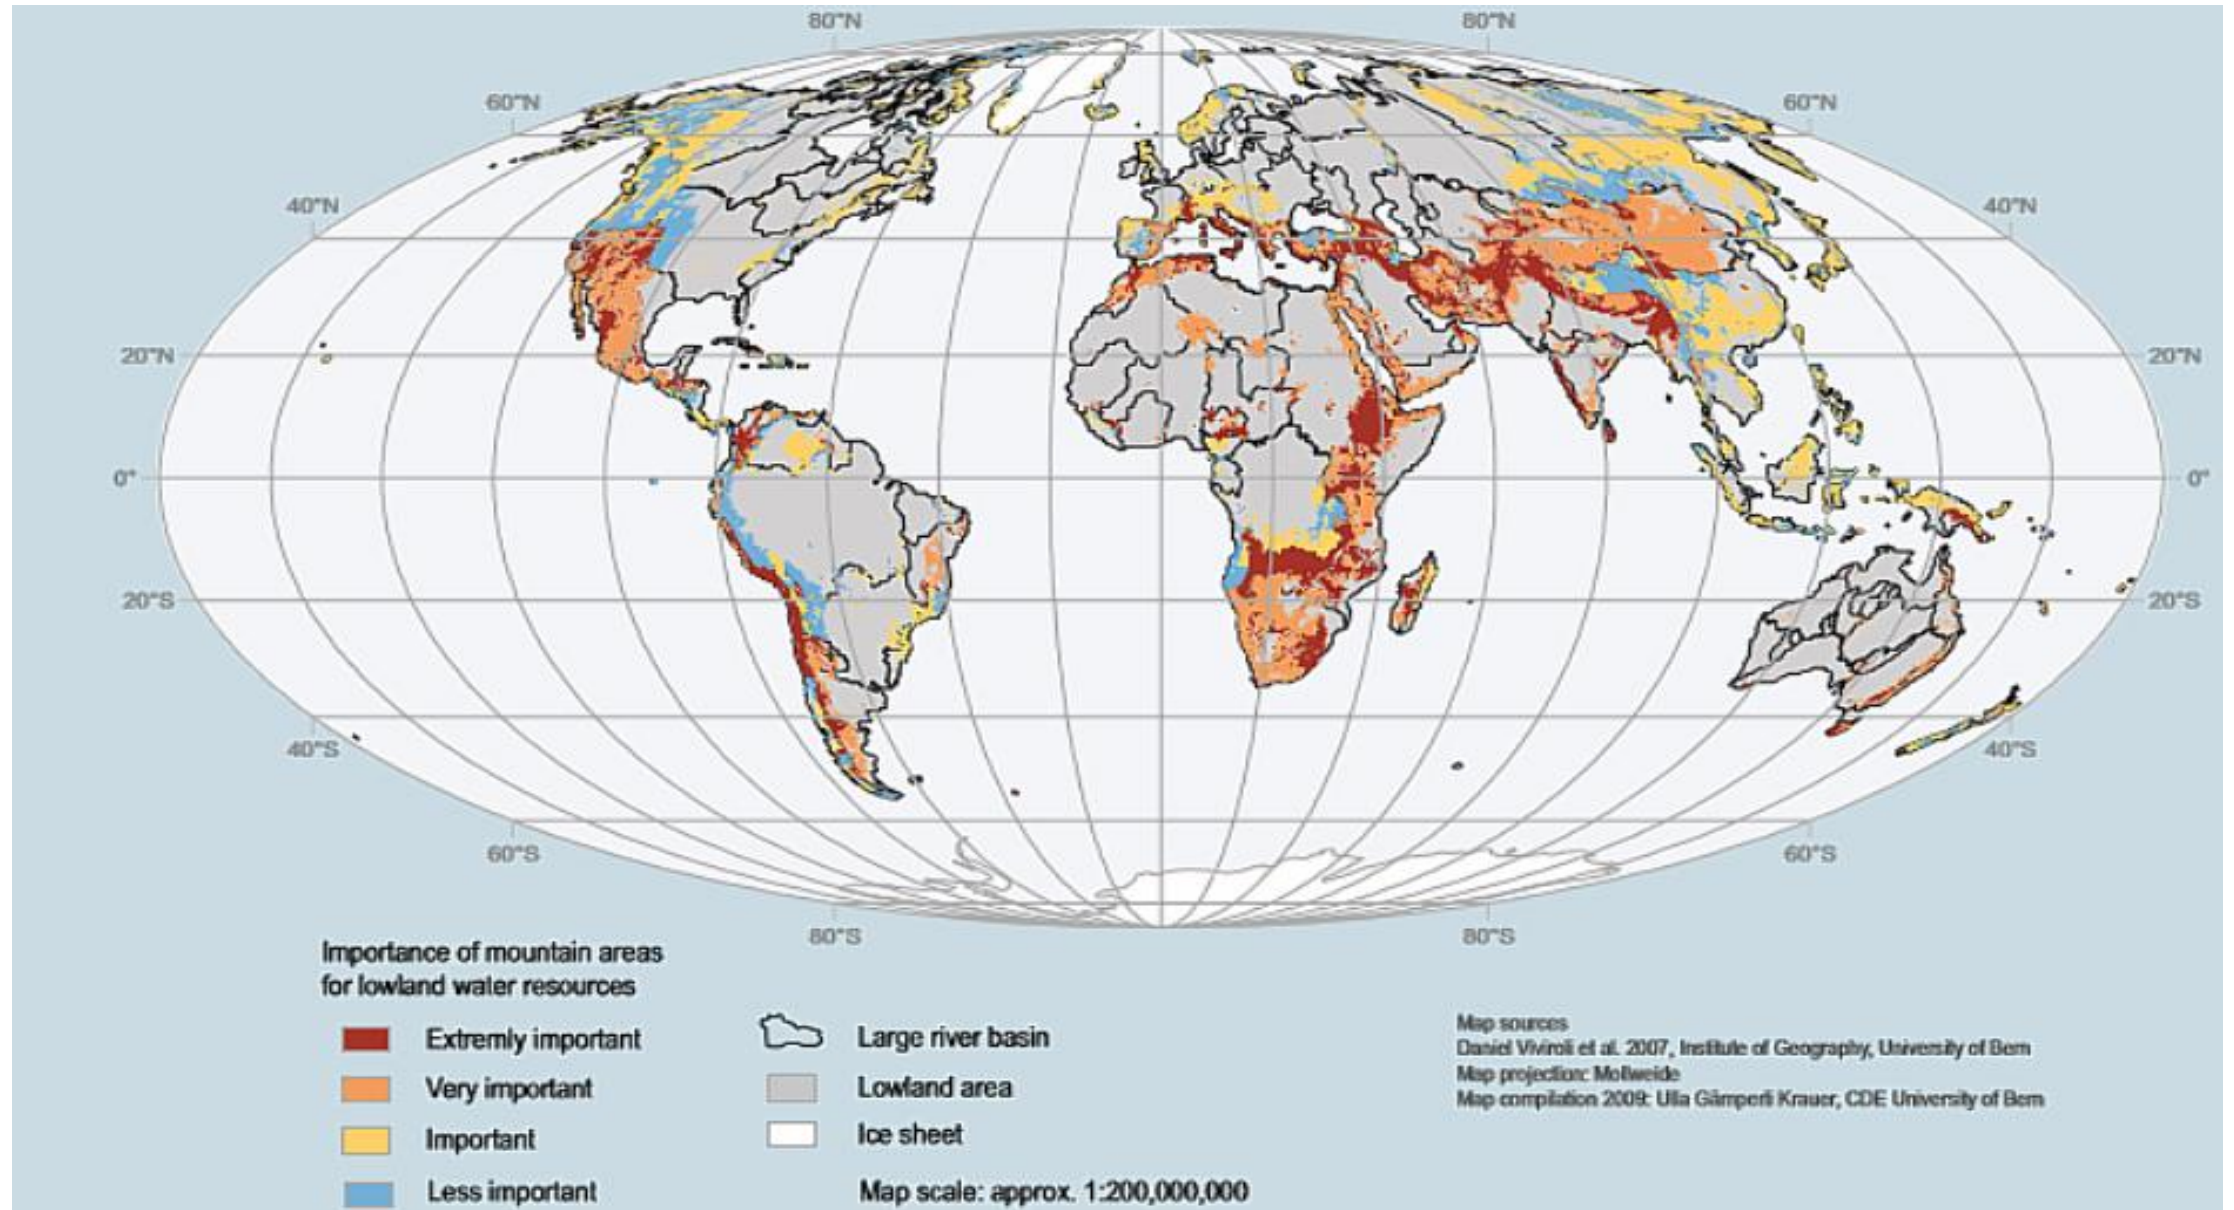 80°N
80°N
60°N
60°N
40°N
40°N
20°N
20°N
0°
0°
20°S
20°S
40°S
40°S
60°S
60°S
80°S
80°S
Importance of mountain areas
for lowland water resources
Extremly important
Very important
Important
Less important
Large river basin
Lowland area
Ice sheet
Map scale: approx. 1:200,000,000
Map sources
Daniel Viviroli et al. 2007, Institute of Geography, University of Bern
Map projection: Mollweide
Map compilation 2009: Ulla Gämperli Krauer, CDE University of Bern